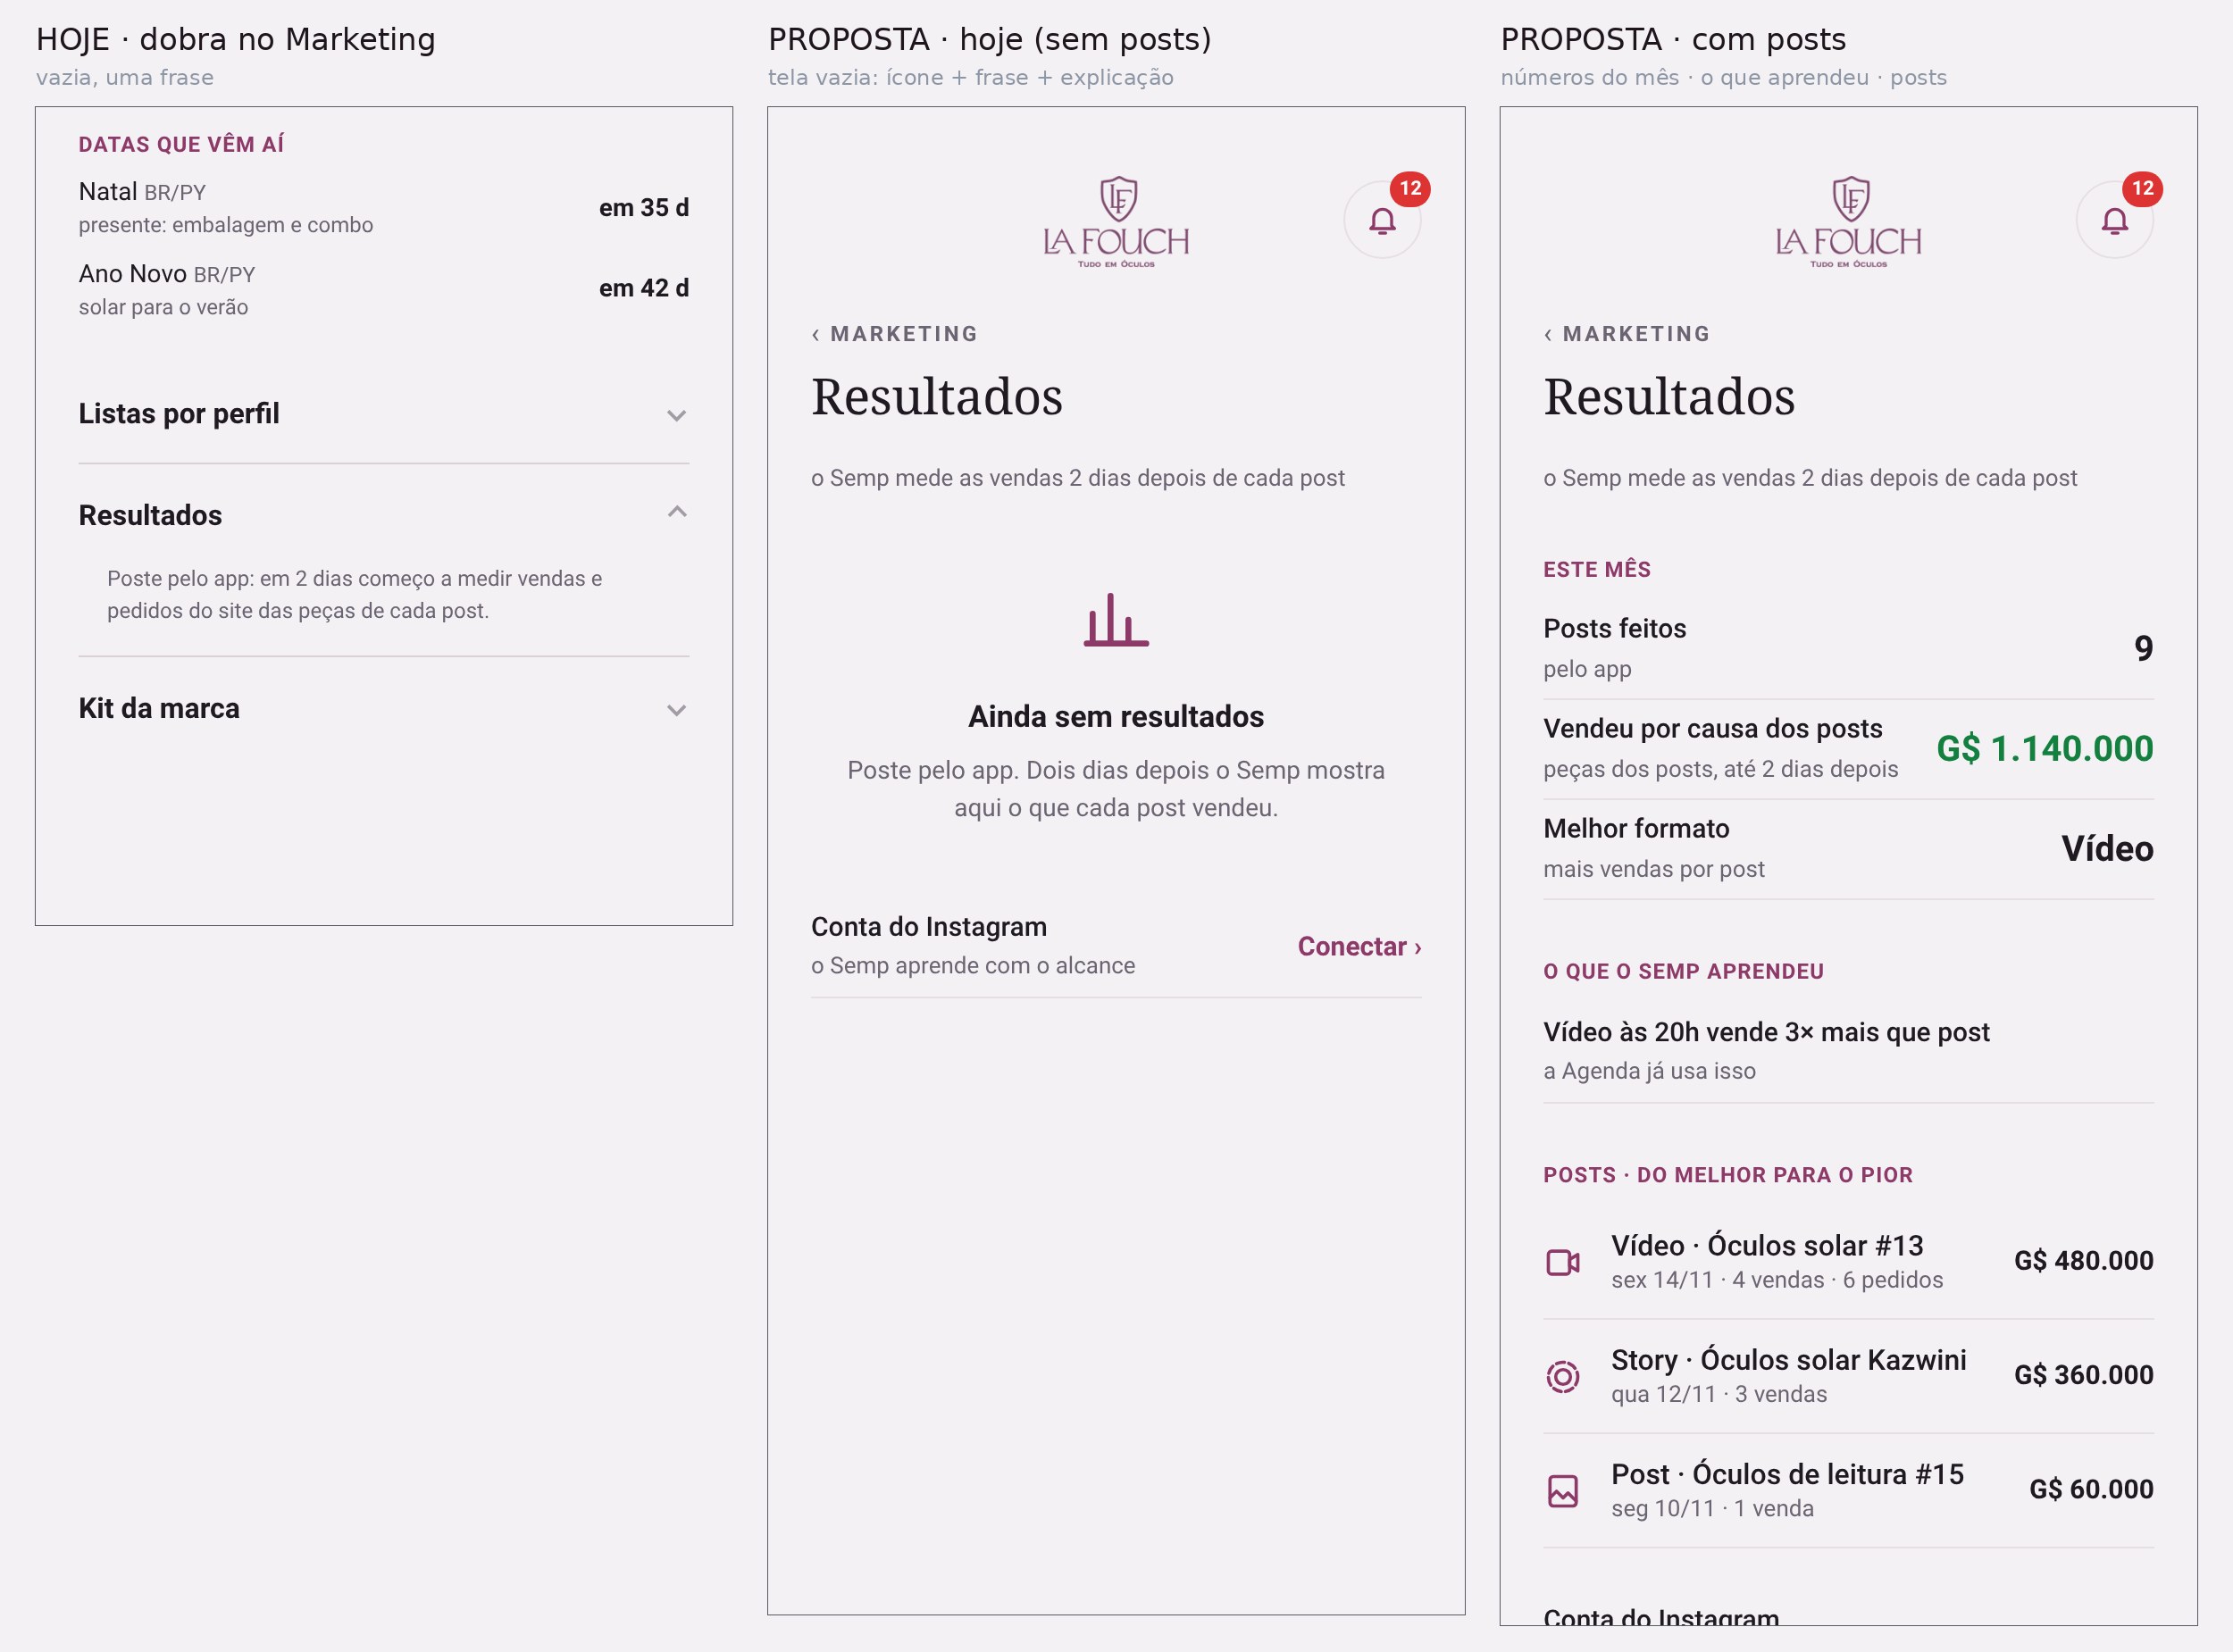 HOJE · dobra no Marketing
vazia, uma frase
DATAS QUE VÊM AÍ
Natal BR/PY
presente: embalagem e combo
em 35 d
Ano Novo BR/PY
solar para o verão
em 42 d
Listas por perfil
Resultados
Poste pelo app: em 2 dias começo a medir vendas e
pedidos do site das peças de cada post.
Kit da marca
PROPOSTA · hoje (sem posts)
tela vazia: ícone + frase + explicação
LF
LA FOUCH
TUDO EM ÓCULOS
12
‹ MARKETING
Resultados
o Semp mede as vendas 2 dias depois de cada post
Ainda sem resultados
Poste pelo app. Dois dias depois o Semp mostra
aqui o que cada post vendeu.
Conta do Instagram
o Semp aprende com o alcance
Conectar ›
PROPOSTA · com posts
números do mês · o que aprendeu · posts
LF
LA FOUCH
TUDO EM ÓCULOS
12
‹ MARKETING
Resultados
o Semp mede as vendas 2 dias depois de cada post
ESTE MÊS
Posts feitos
pelo app
9
Vendeu por causa dos posts
peças dos posts, até 2 dias depois
G$ 1.140.000
Melhor formato
mais vendas por post
Vídeo
O QUE O SEMP APRENDEU
Vídeo às 20h vende 3× mais que post
a Agenda já usa isso
POSTS · DO MELHOR PARA O PIOR
Vídeo · Óculos solar #13
sex 14/11 · 4 vendas · 6 pedidos
G$ 480.000
Story · Óculos solar Kazwini
qua 12/11 · 3 vendas
G$ 360.000
Post · Óculos de leitura #15
seg 10/11 · 1 venda
G$ 60.000
Conta do Instagram